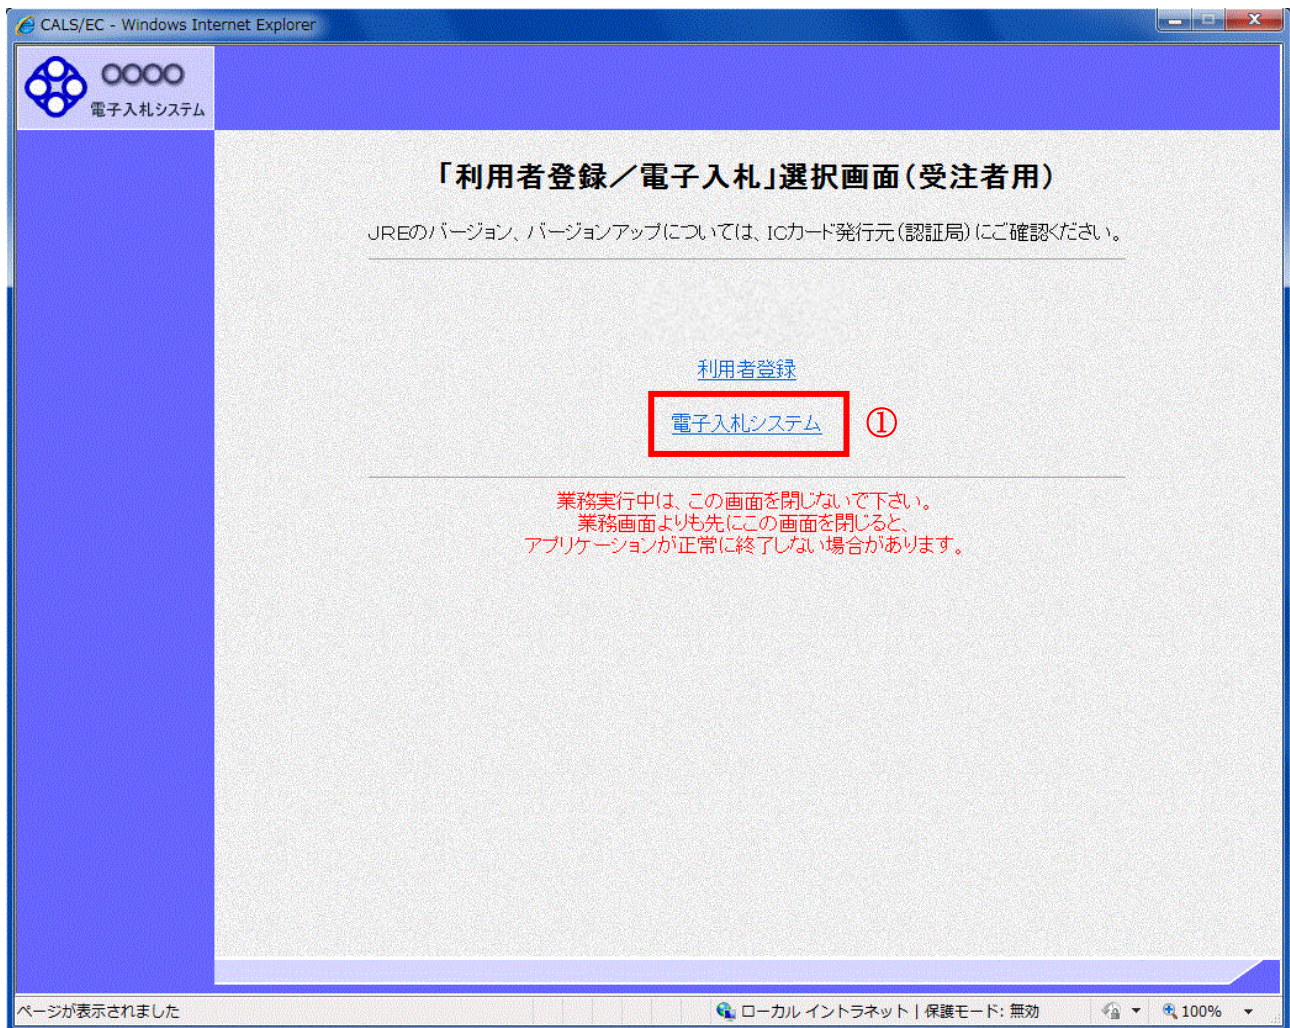 CALS/EC - Windows Internet Explorer
○○○○
電子入札システム
「利用者登録／電子入札」選択画面（受注者用）
JREのバージョン、バージョンアップについては、ICカード発行元（認証局）にご確認ください。
利用者登録
電子入札システム ①
業務実行中は、この画面を閉じないで下さい。
業務画面よりも先にこの画面を閉じると、
アプリケーションが正常に終了しない場合があります。
ページが表示されました ローカル イントラネット | 保護モード: 無効 100%